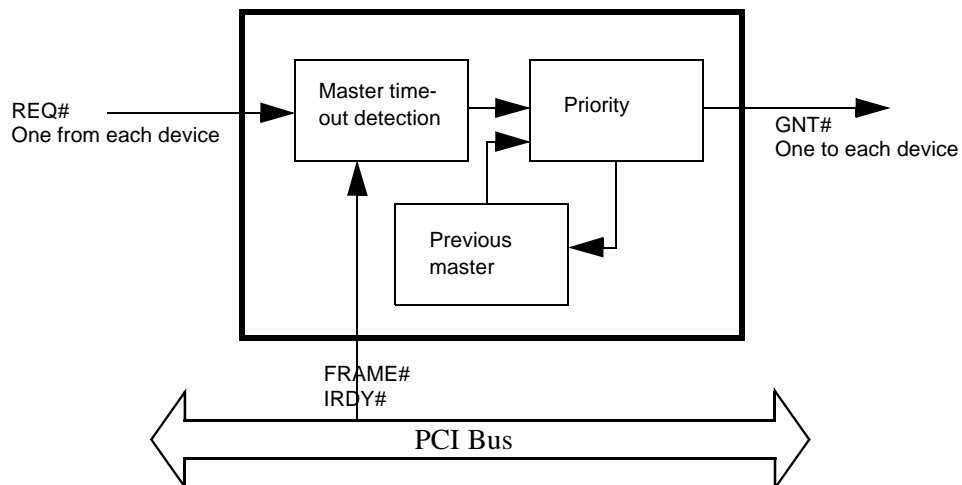 REQ#
One from each device
Master time-
out detection
Priority
GNT#
One to each device
Previous
master
FRAME#
IRDY#
PCI Bus